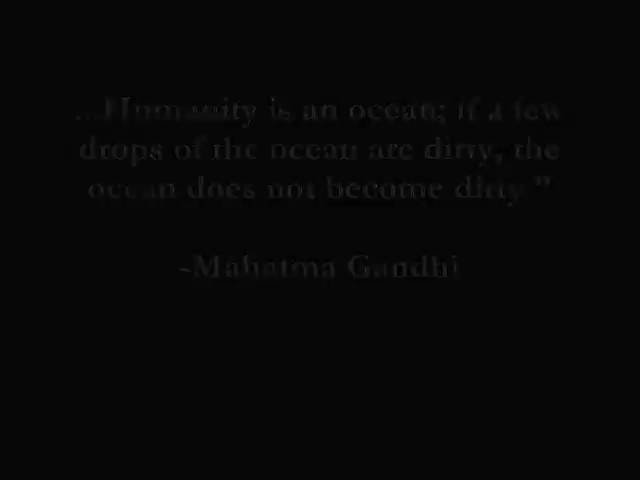 ...Humanity is an ocean; if a few
drops of the ocean are dirty, the
ocean does not become dirty."
-Mahatma Gandhi